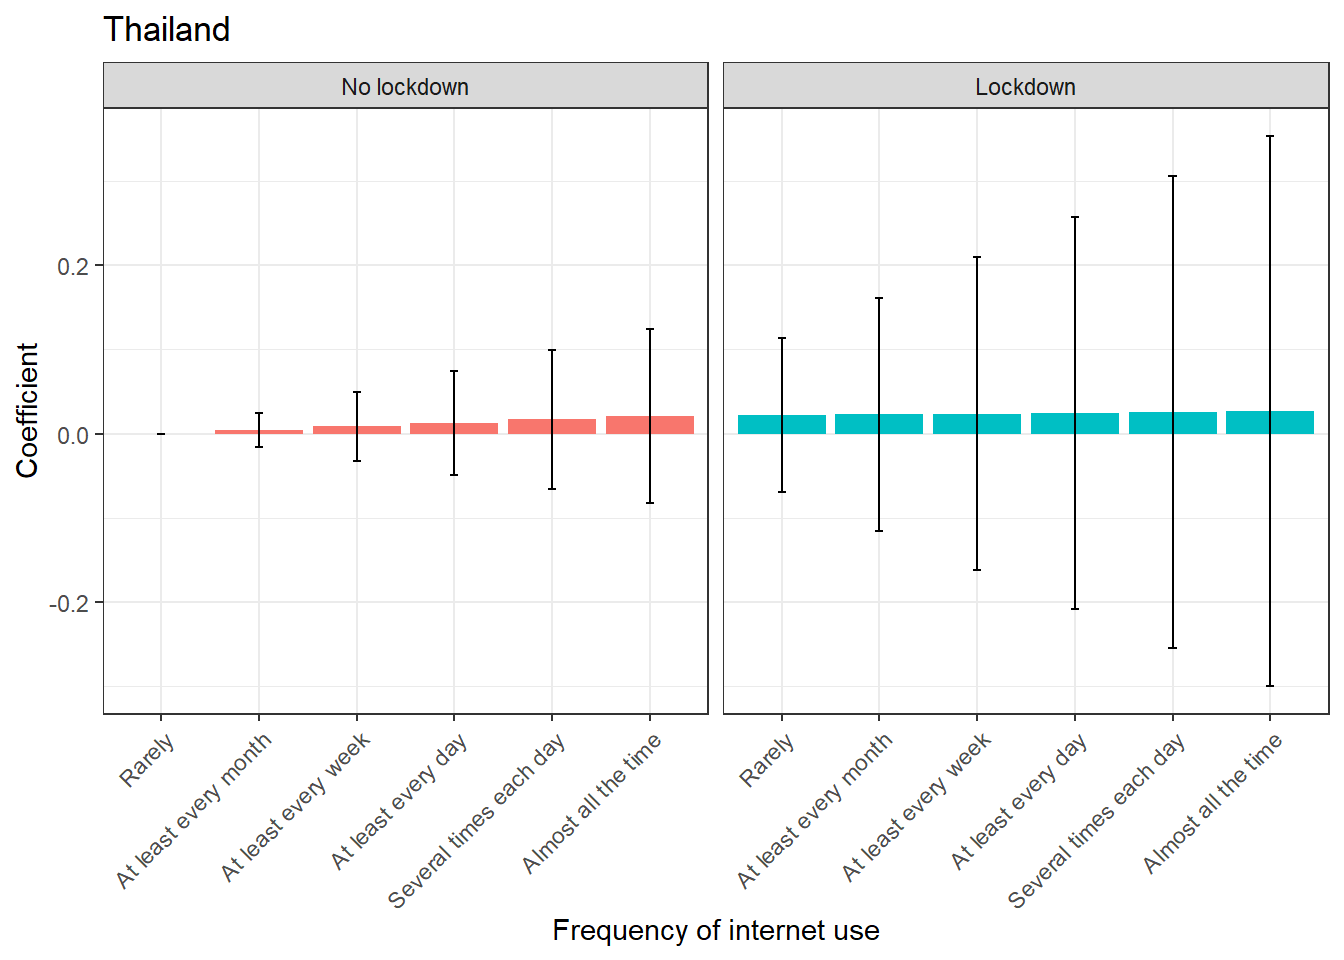 Thailand
No lockdown
Lockdown
Coefficient
0.2
0.0
-0.2
Rarely
At least every month
At least every week
At least every day
Several times each day
Almost all the time
Rarely
At least every month
At least every week
At least every day
Several times each day
Almost all the time
Frequency of internet use